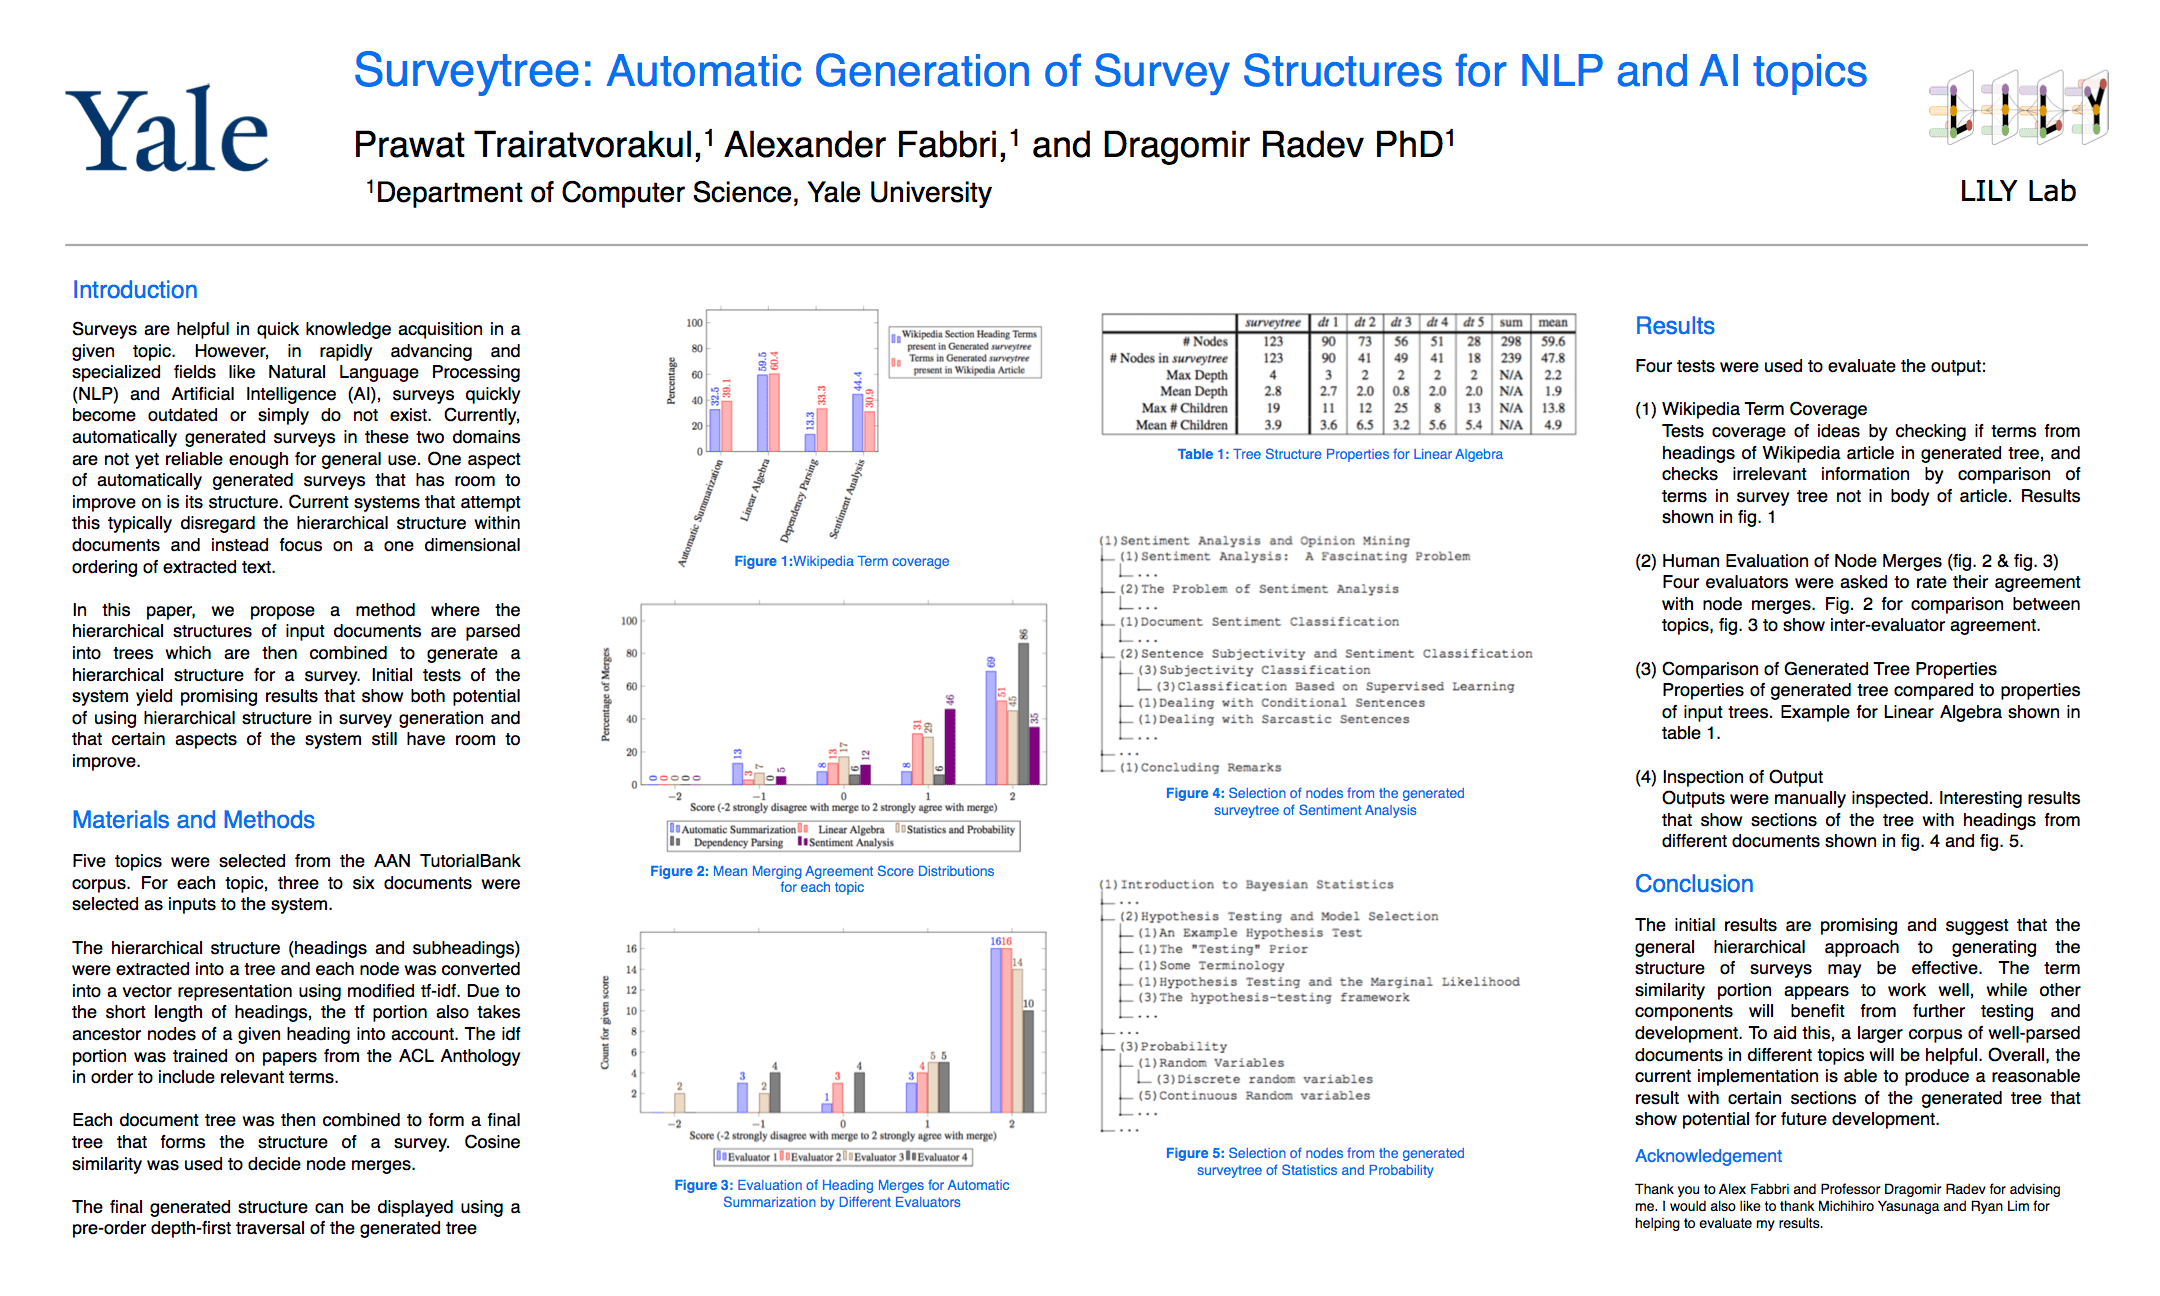 Surveytree: Automatic Generation of Survey Structures for NLP and AI topics
Yale
Prawat Trairatvorakul,¹ Alexander Fabbri,¹ and Dragomir Radev PhD¹
¹Department of Computer Science, Yale University
LILY
LILY Lab
Introduction
Surveys are helpful in quick knowledge acquisition in a
given topic. However, in rapidly advancing and
specialized fields like Natural Language Processing
(NLP) and Artificial Intelligence (AI), surveys quickly
become outdated or simply do not exist. Currently,
automatically generated surveys in these two domains
are not yet reliable enough for general use. One aspect
of automatically generated surveys that has room to
improve on is its structure. Current systems that attempt
this typically disregard the hierarchical structure within
documents and instead focus on a one dimensional
ordering of extracted text.
In this paper, we propose a method where the
hierarchical structures of input documents are parsed
into trees which are then combined to generate a
hierarchical structure for a survey. Initial tests of the
system yield promising results that show both potential
of using hierarchical structure in survey generation and
that certain aspects of the system still have room to
improve.
Materials and Methods
Five topics were selected from the AAN TutorialBank
corpus. For each topic, three to six documents were
selected as inputs to the system.
The hierarchical structure (headings and subheadings)
were extracted into a tree and each node was converted
into a vector representation using modified tf-idf. Due to
the short length of headings, the tf portion also takes
ancestor nodes of a given heading into account. The idf
portion was trained on papers from the ACL Anthology
in order to include relevant terms.
Each document tree was then combined to form a final
tree that forms the structure of a survey. Cosine
similarity was used to decide node merges.
The final generated structure can be displayed using a
pre-order depth-first traversal of the generated tree
Percentage
100
80
60
40
20
0
32.5 39.1 59.5 60.4 13.3 33.3 44.4 30.9
Automatic Summarization
Linear Algebra
Dependency Parsing
Sentiment Analysis
Wikipedia Section Heading Terms
present in Generated surveytree
Terms in Generated surveytree
present in Wikipedia Article
Figure 1:Wikipedia Term coverage
Percentage of Merges
100
80
60
40
20
0
0 0 0 0 0
13 3 7 0 5
8 13 17 6 12
8 31 29 6 46
69 51 45 86 35
−2 −1 0 1 2
Score (-2 strongly disagree with merge to 2 strongly agree with merge)
Automatic Summarization Linear Algebra Statistics and Probability
Dependency Parsing Sentiment Analysis
Figure 2: Mean Merging Agreement Score Distributions
for each topic
Count for given score
16
14
12
10
8
6
4
2
2
3 2 4
1 3 4
3 4 5 5
16 16 14 10
−2 −1 0 1 2
Score (-2 strongly disagree with merge to 2 strongly agree with merge)
Evaluator 1 Evaluator 2 Evaluator 3 Evaluator 4
Figure 3: Evaluation of Heading Merges for Automatic
Summarization by Different Evaluators
surveytree dt 1 dt 2 dt 3 dt 4 dt 5 sum mean
# Nodes 123 90 73 56 51 28 298 59.6
# Nodes in surveytree 123 90 41 49 41 18 239 47.8
Max Depth 4 3 2 2 2 2 N/A 2.2
Mean Depth 2.8 2.7 2.0 0.8 2.0 2.0 N/A 1.9
Max # Children 19 11 12 25 8 13 N/A 13.8
Mean # Children 3.9 3.6 6.5 3.2 5.6 5.4 N/A 4.9
Table 1: Tree Structure Properties for Linear Algebra
(1)Sentiment Analysis and Opinion Mining
(1)Sentiment Analysis: A Fascinating Problem
...
(2)The Problem of Sentiment Analysis
...
(1)Document Sentiment Classification
...
(2)Sentence Subjectivity and Sentiment Classification
(3)Subjectivity Classification
(3)Classification Based on Supervised Learning
(1)Dealing with Conditional Sentences
(1)Dealing with Sarcastic Sentences
...
...
(1)Concluding Remarks
Figure 4: Selection of nodes from the generated
surveytree of Sentiment Analysis
(1)Introduction to Bayesian Statistics
...
(2)Hypothesis Testing and Model Selection
(1)An Example Hypothesis Test
(1)The "Testing" Prior
(1)Some Terminology
(1)Hypothesis Testing and the Marginal Likelihood
(3)The hypothesis-testing framework
...
...
(3)Probability
(1)Random Variables
(3)Discrete random variables
(5)Continuous Random variables
...
...
Figure 5: Selection of nodes from the generated
surveytree of Statistics and Probability
Results
Four tests were used to evaluate the output:
(1) Wikipedia Term Coverage
Tests coverage of ideas by checking if terms from
headings of Wikipedia article in generated tree, and
checks irrelevant information by comparison of
terms in survey tree not in body of article. Results
shown in fig. 1
(2) Human Evaluation of Node Merges (fig. 2 & fig. 3)
Four evaluators were asked to rate their agreement
with node merges. Fig. 2 for comparison between
topics, fig. 3 to show inter-evaluator agreement.
(3) Comparison of Generated Tree Properties
Properties of generated tree compared to properties
of input trees. Example for Linear Algebra shown in
table 1.
(4) Inspection of Output
Outputs were manually inspected. Interesting results
that show sections of the tree with headings from
different documents shown in fig. 4 and fig. 5.
Conclusion
The initial results are promising and suggest that the
general hierarchical approach to generating the
structure of surveys may be effective. The term
similarity portion appears to work well, while other
components will benefit from further testing and
development. To aid this, a larger corpus of well-parsed
documents in different topics will be helpful. Overall, the
current implementation is able to produce a reasonable
result with certain sections of the generated tree that
show potential for future development.
Acknowledgement
Thank you to Alex Fabbri and Professor Dragomir Radev for advising
me. I would also like to thank Michihiro Yasunaga and Ryan Lim for
helping to evaluate my results.